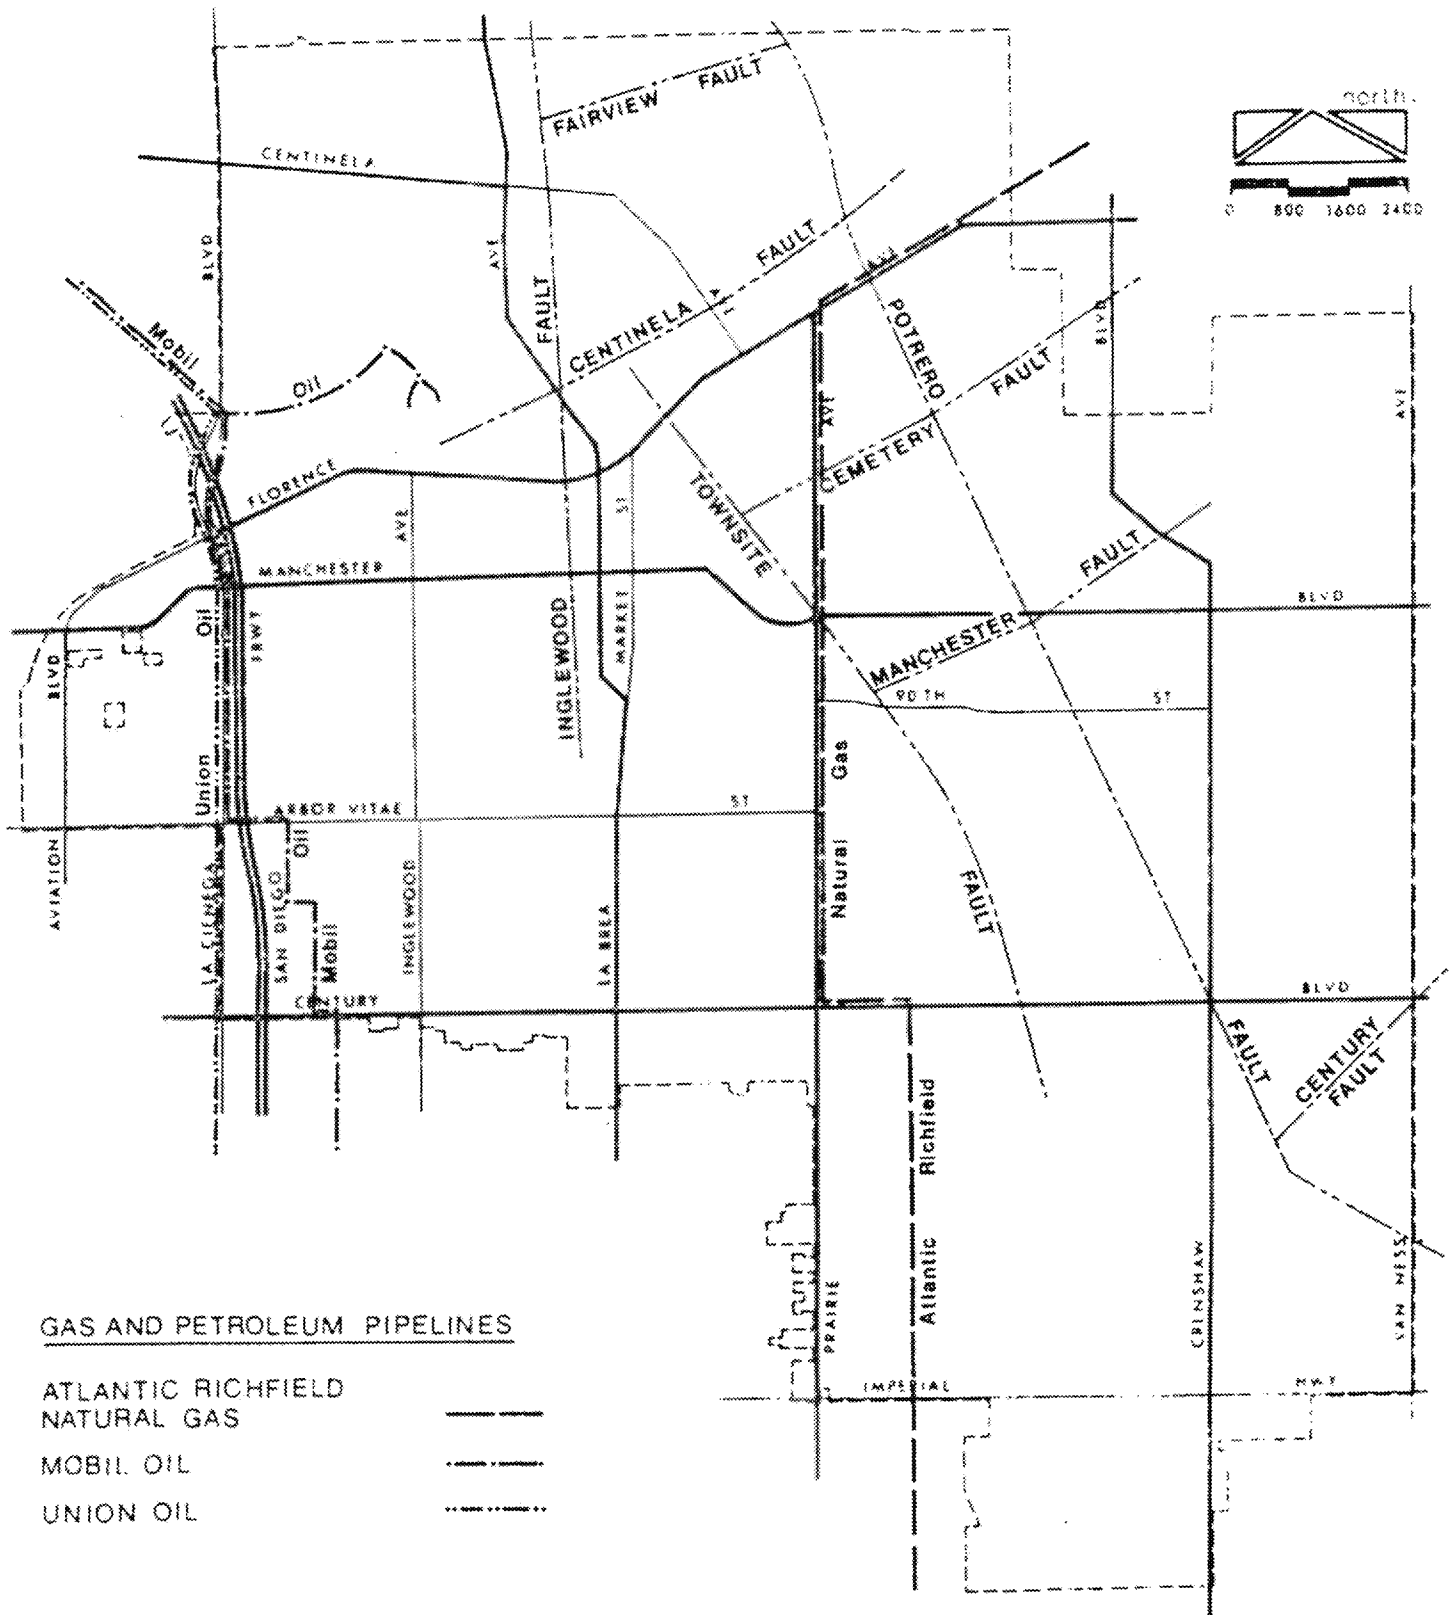 north
0 800 1600 2400
FAIRVIEW FAULT
CENTINELA
BLVD
AVE
FAULT
CENTINELA FAULT
Mobil
Oil
POTRERO
BLVD
AVE
AVE
FAULT
CEMETERY
FLORENCE
AVE
ST
TOWNSITE
FAULT
MANCHESTER
BLVD
Oil
FRWY
INGLEWOOD
MARKET
MANCHESTER
BLVD
90TH ST
Union
Natural Gas
ARBOR VITAE ST
Oil
AVIATION
LA CIENEGA
SAN DIEGO
Mobil
INGLEWOOD
LA BREA
FAULT
CENTURY
BLVD
FAULT
CENTURY
FAULT
Atlantic Richfield
PRAIRIE
CRENSHAW
VAN NESS
IMPERIAL HWY
GAS AND PETROLEUM PIPELINES
ATLANTIC RICHFIELD
NATURAL GAS
MOBIL OIL
UNION OIL